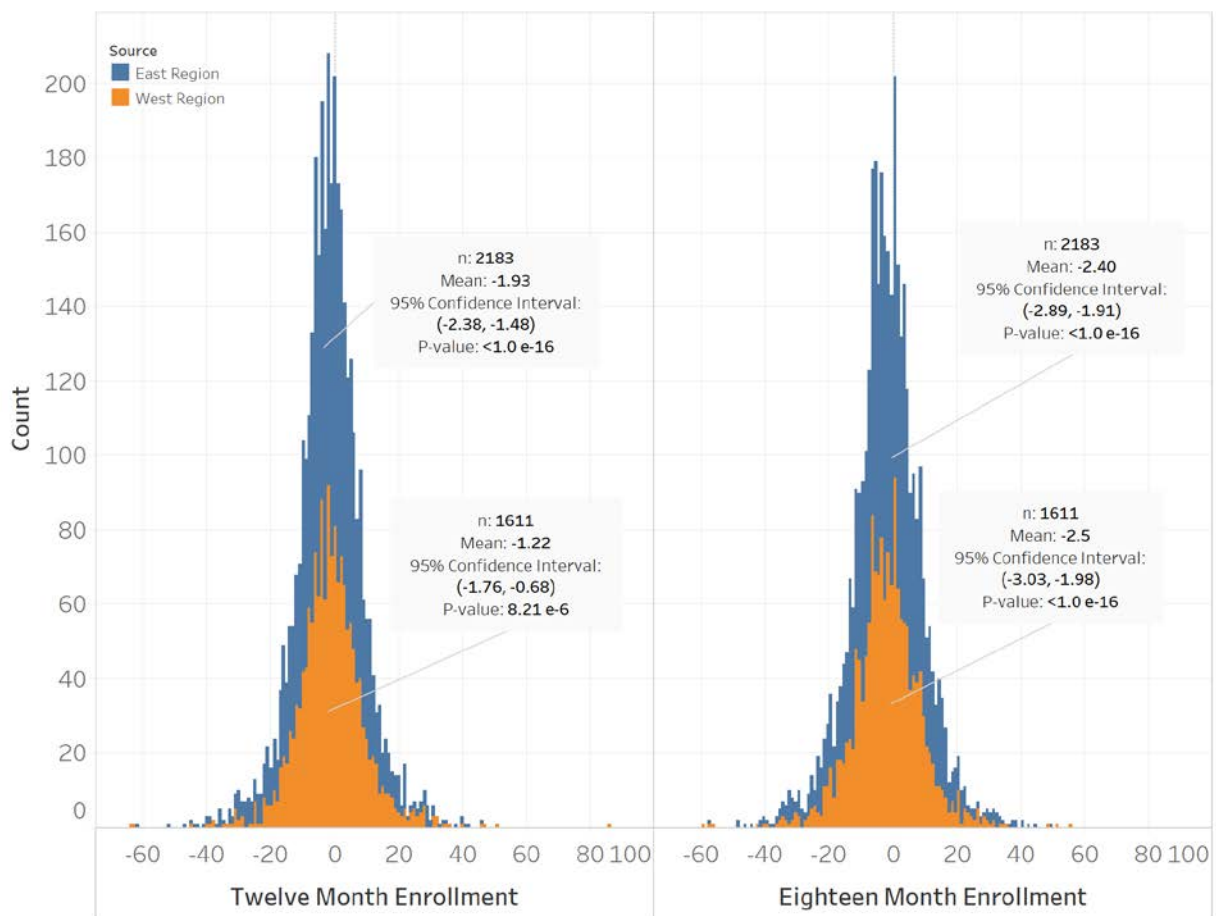 Source
East Region
West Region
200
180
160
140
120
100
80
60
40
20
0
Count
n: 2183
Mean: -1.93
95% Confidence Interval:
(-2.38, -1.48)
P-value: <1.0 e-16
n: 1611
Mean: -1.22
95% Confidence Interval:
(-1.76, -0.68)
P-value: 8.21 e-6
n: 2183
Mean: -2.40
95% Confidence Interval:
(-2.89, -1.91)
P-value: <1.0 e-16
n: 1611
Mean: -2.5
95% Confidence Interval:
(-3.03, -1.98)
P-value: <1.0 e-16
-60 -40 -20 0 20 40 60 80 100
-60 -40 -20 0 20 40 60 80 100
Twelve Month Enrollment
Eighteen Month Enrollment